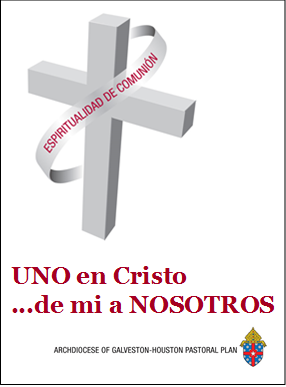 ESPIRITUALIDAD DE COMUNIÓN
UNO en Cristo
...de mi a NOSOTROS
ARCHDIOCESE OF GALVESTON-HOUSTON PASTORAL PLAN